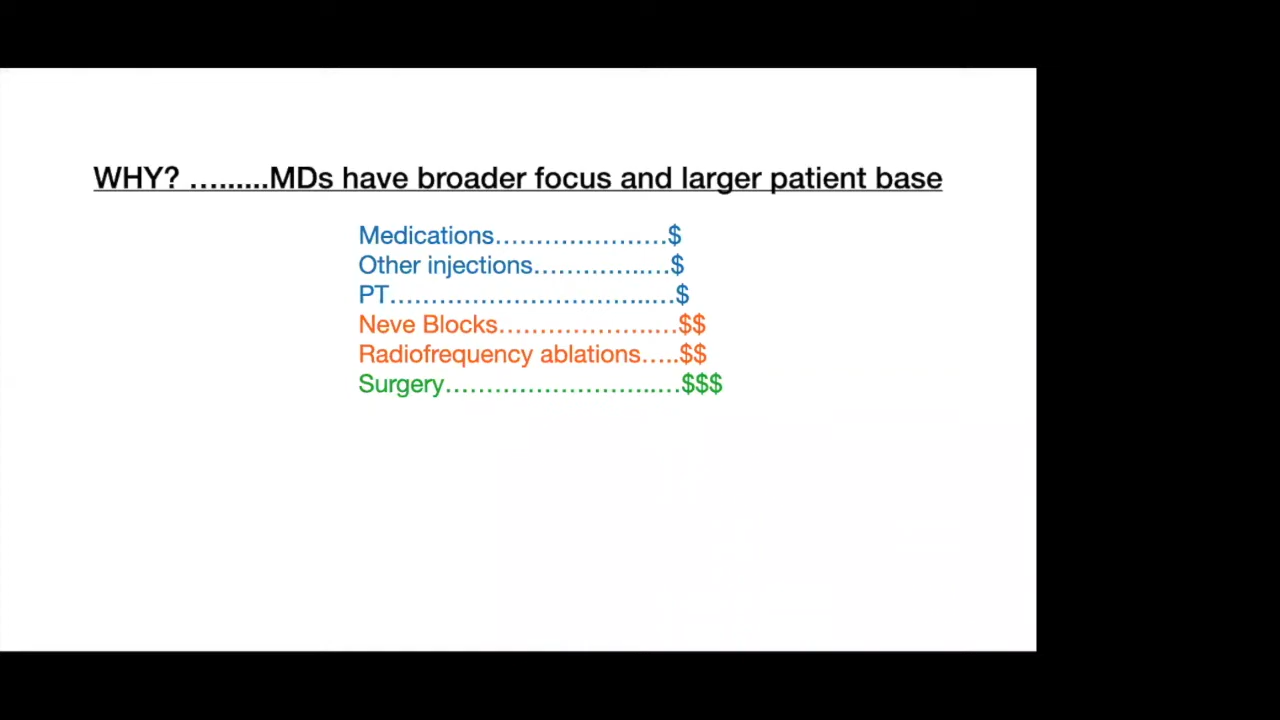 WHY? …......MDs have broader focus and larger patient base
Medications…………………$
Other injections…………..…$
PT…………………………..…$
Neve Blocks……………….…$$
Radiofrequency ablations…..$$
Surgery……………………..…$$$